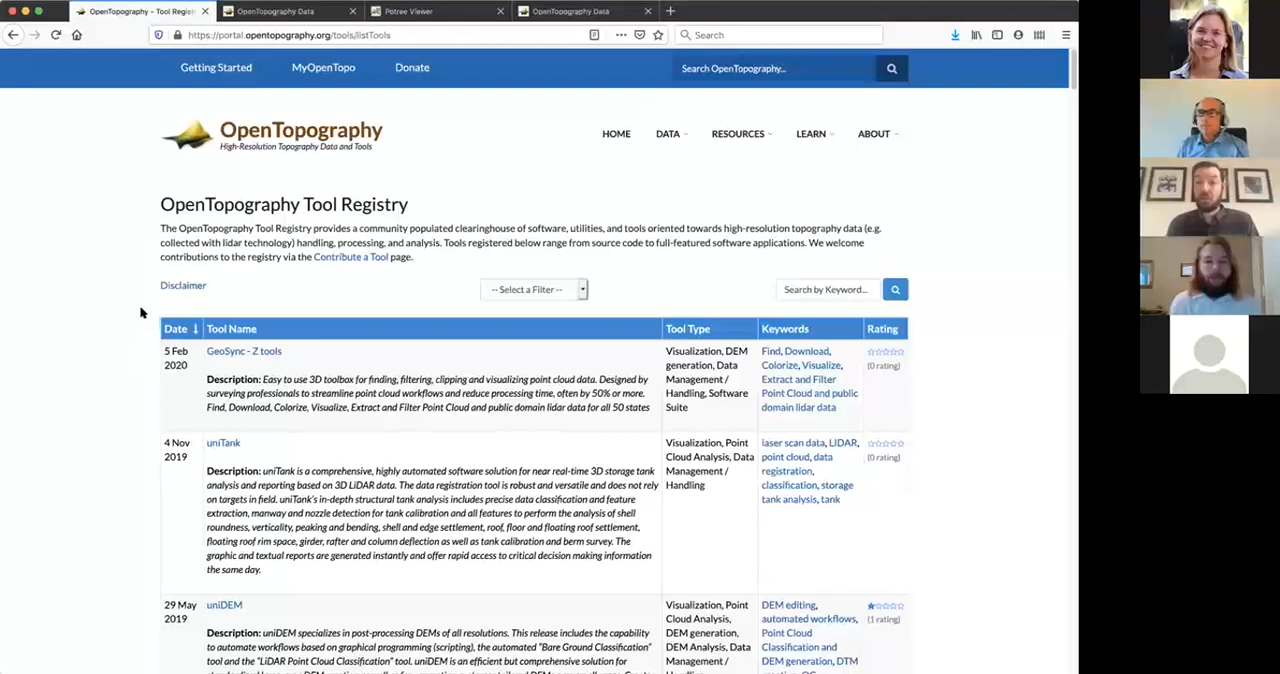 OpenTopography - Tool Registr
OpenTopography Data
Potree Viewer
OpenTopography Data
https://portal.opentopography.org/tools/listTools
Search
Getting Started
MyOpenTopo
Donate
Search OpenTopography...
OpenTopography
High-Resolution Topography Data and Tools
HOME
DATA
RESOURCES
LEARN
ABOUT
OpenTopography Tool Registry
The OpenTopography Tool Registry provides a community populated clearinghouse of software, utilities, and tools oriented towards high-resolution topography data (e.g.
collected with lidar technology) handling, processing, and analysis. Tools registered below range from source code to full-featured software applications. We welcome
contributions to the registry via the Contribute a Tool page.
Disclaimer
-- Select a Filter --
Search by Keyword...
Date ↓
Tool Name
Tool Type
Keywords
Rating
5 Feb
2020
GeoSync - Z tools
Description: Easy to use 3D toolbox for finding, filtering, clipping and visualizing point cloud data. Designed by
surveying professionals to streamline point cloud workflows and reduce processing time, often by 50% or more.
Find, Download, Colorize, Visualize, Extract and Filter Point Cloud and public domain lidar data for all 50 states
Visualization, DEM
generation, Data
Management /
Handling, Software
Suite
Find, Download,
Colorize, Visualize,
Extract and Filter
Point Cloud and public
domain lidar data
(0 rating)
4 Nov
2019
uniTank
Description: uniTank is a comprehensive, highly automated software solution for near real-time 3D storage tank
analysis and reporting based on 3D LiDAR data. The data registration tool is robust and versatile and does not rely
on targets in field. uniTank's in-depth structural tank analysis includes precise data classification and feature
extraction, manway and nozzle detection for tank calibration and all features to perform the analysis of shell
roundness, verticality, peaking and bending, shell and edge settlement, roof, floor and floating roof settlement,
floating roof rim space, girder, rafter and column deflection as well as tank calibration and berm survey. The
graphic and textual reports are generated instantly and offer rapid access to critical decision making information
the same day.
Visualization, Point
Cloud Analysis, Data
Management /
Handling
laser scan data, LIDAR,
point cloud, data
registration,
classification, storage
tank analysis, tank
(0 rating)
29 May
2019
uniDEM
Description: uniDEM specializes in post-processing DEMs of all resolutions. This release includes the capability
to automate workflows based on graphical programming (scripting), the automated "Bare Ground Classification"
tool and the "LiDAR Point Cloud Classification" tool. uniDEM is an efficient but comprehensive solution for
Visualization, Point
Cloud Analysis,
DEM generation,
DEM Analysis, Data
Management /
DEM editing,
automated workflows,
Point Cloud
Classification and
DEM generation, DTM
(1 rating)